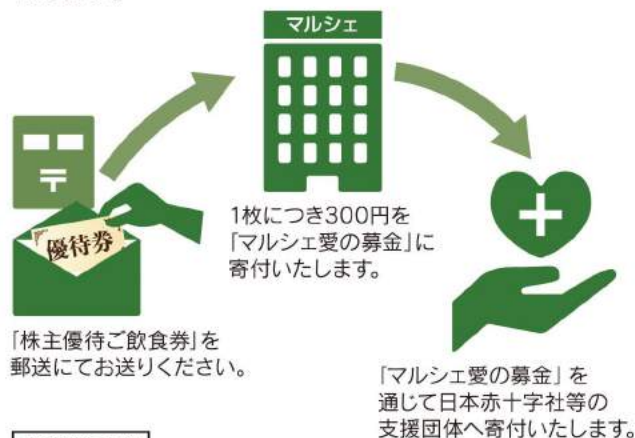 マルシェ
〒
優待券
1枚につき300円を
「マルシェ愛の募金」に
寄付いたします。
「株主優待ご飲食券」を
郵送にてお送りください。
「マルシェ愛の募金」を
通じて日本赤十字社等の
支援団体へ寄付いたします。